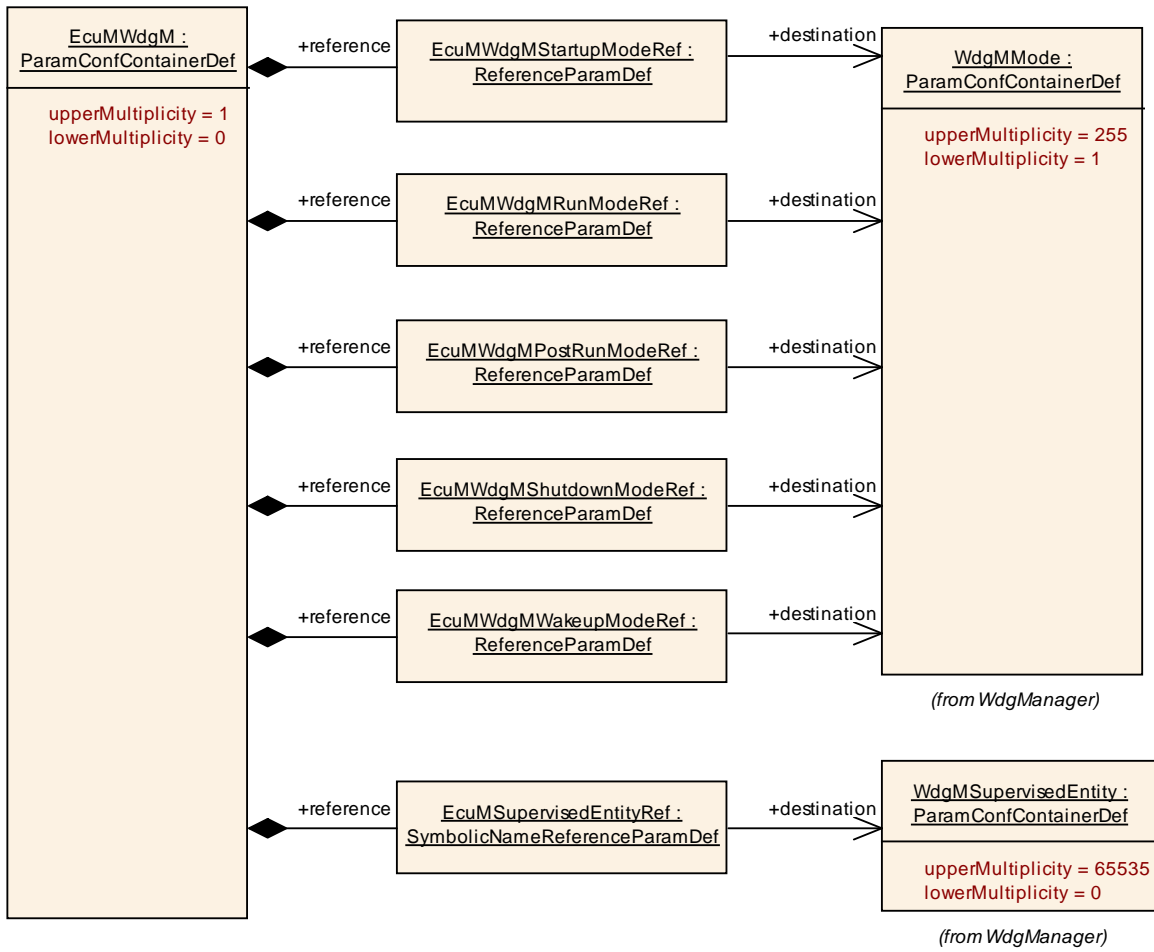 EcuMWdgM :
ParamConfContainerDef
upperMultiplicity = 1
lowerMultiplicity = 0
+reference
EcuMWdgMStartupModeRef :
ReferenceParamDef
+destination
WdgMMode :
ParamConfContainerDef
upperMultiplicity = 255
lowerMultiplicity = 1
+reference
EcuMWdgMRunModeRef :
ReferenceParamDef
+destination
+reference
EcuMWdgMPostRunModeRef :
ReferenceParamDef
+destination
+reference
EcuMWdgMShutdownModeRef :
ReferenceParamDef
+destination
+reference
EcuMWdgMWakeupModeRef :
ReferenceParamDef
+destination
(from WdgManager)
+reference
EcuMSupervisedEntityRef :
SymbolicNameReferenceParamDef
+destination
WdgMSupervisedEntity :
ParamConfContainerDef
upperMultiplicity = 65535
lowerMultiplicity = 0
(from WdgManager)